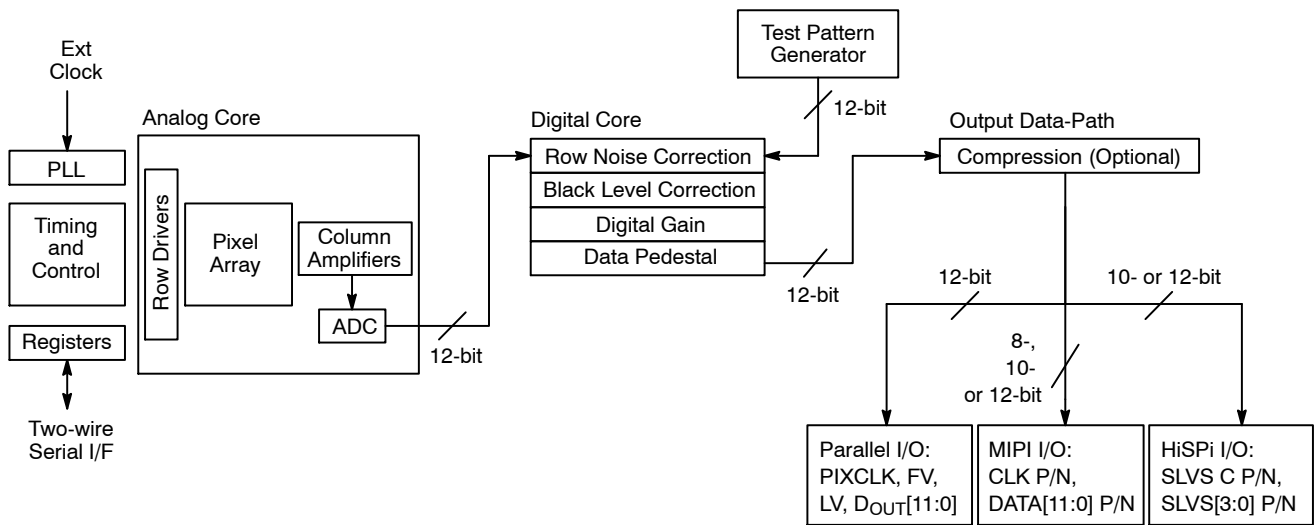 Ext
Clock
PLL
Timing
and
Control
Registers
Two-wire
Serial I/F
Analog Core
Row Drivers
Pixel
Array
Column
Amplifiers
ADC
12-bit
Digital Core
Row Noise Correction
Black Level Correction
Digital Gain
Data Pedestal
12-bit
Test Pattern
Generator
12-bit
Output Data-Path
Compression (Optional)
12-bit
8-,
10-
or 12-bit
10- or 12-bit
Parallel I/O:
PIXCLK, FV,
LV, DOUT[11:0]
MIPI I/O:
CLK P/N,
DATA[11:0] P/N
HiSPi I/O:
SLVS C P/N,
SLVS[3:0] P/N